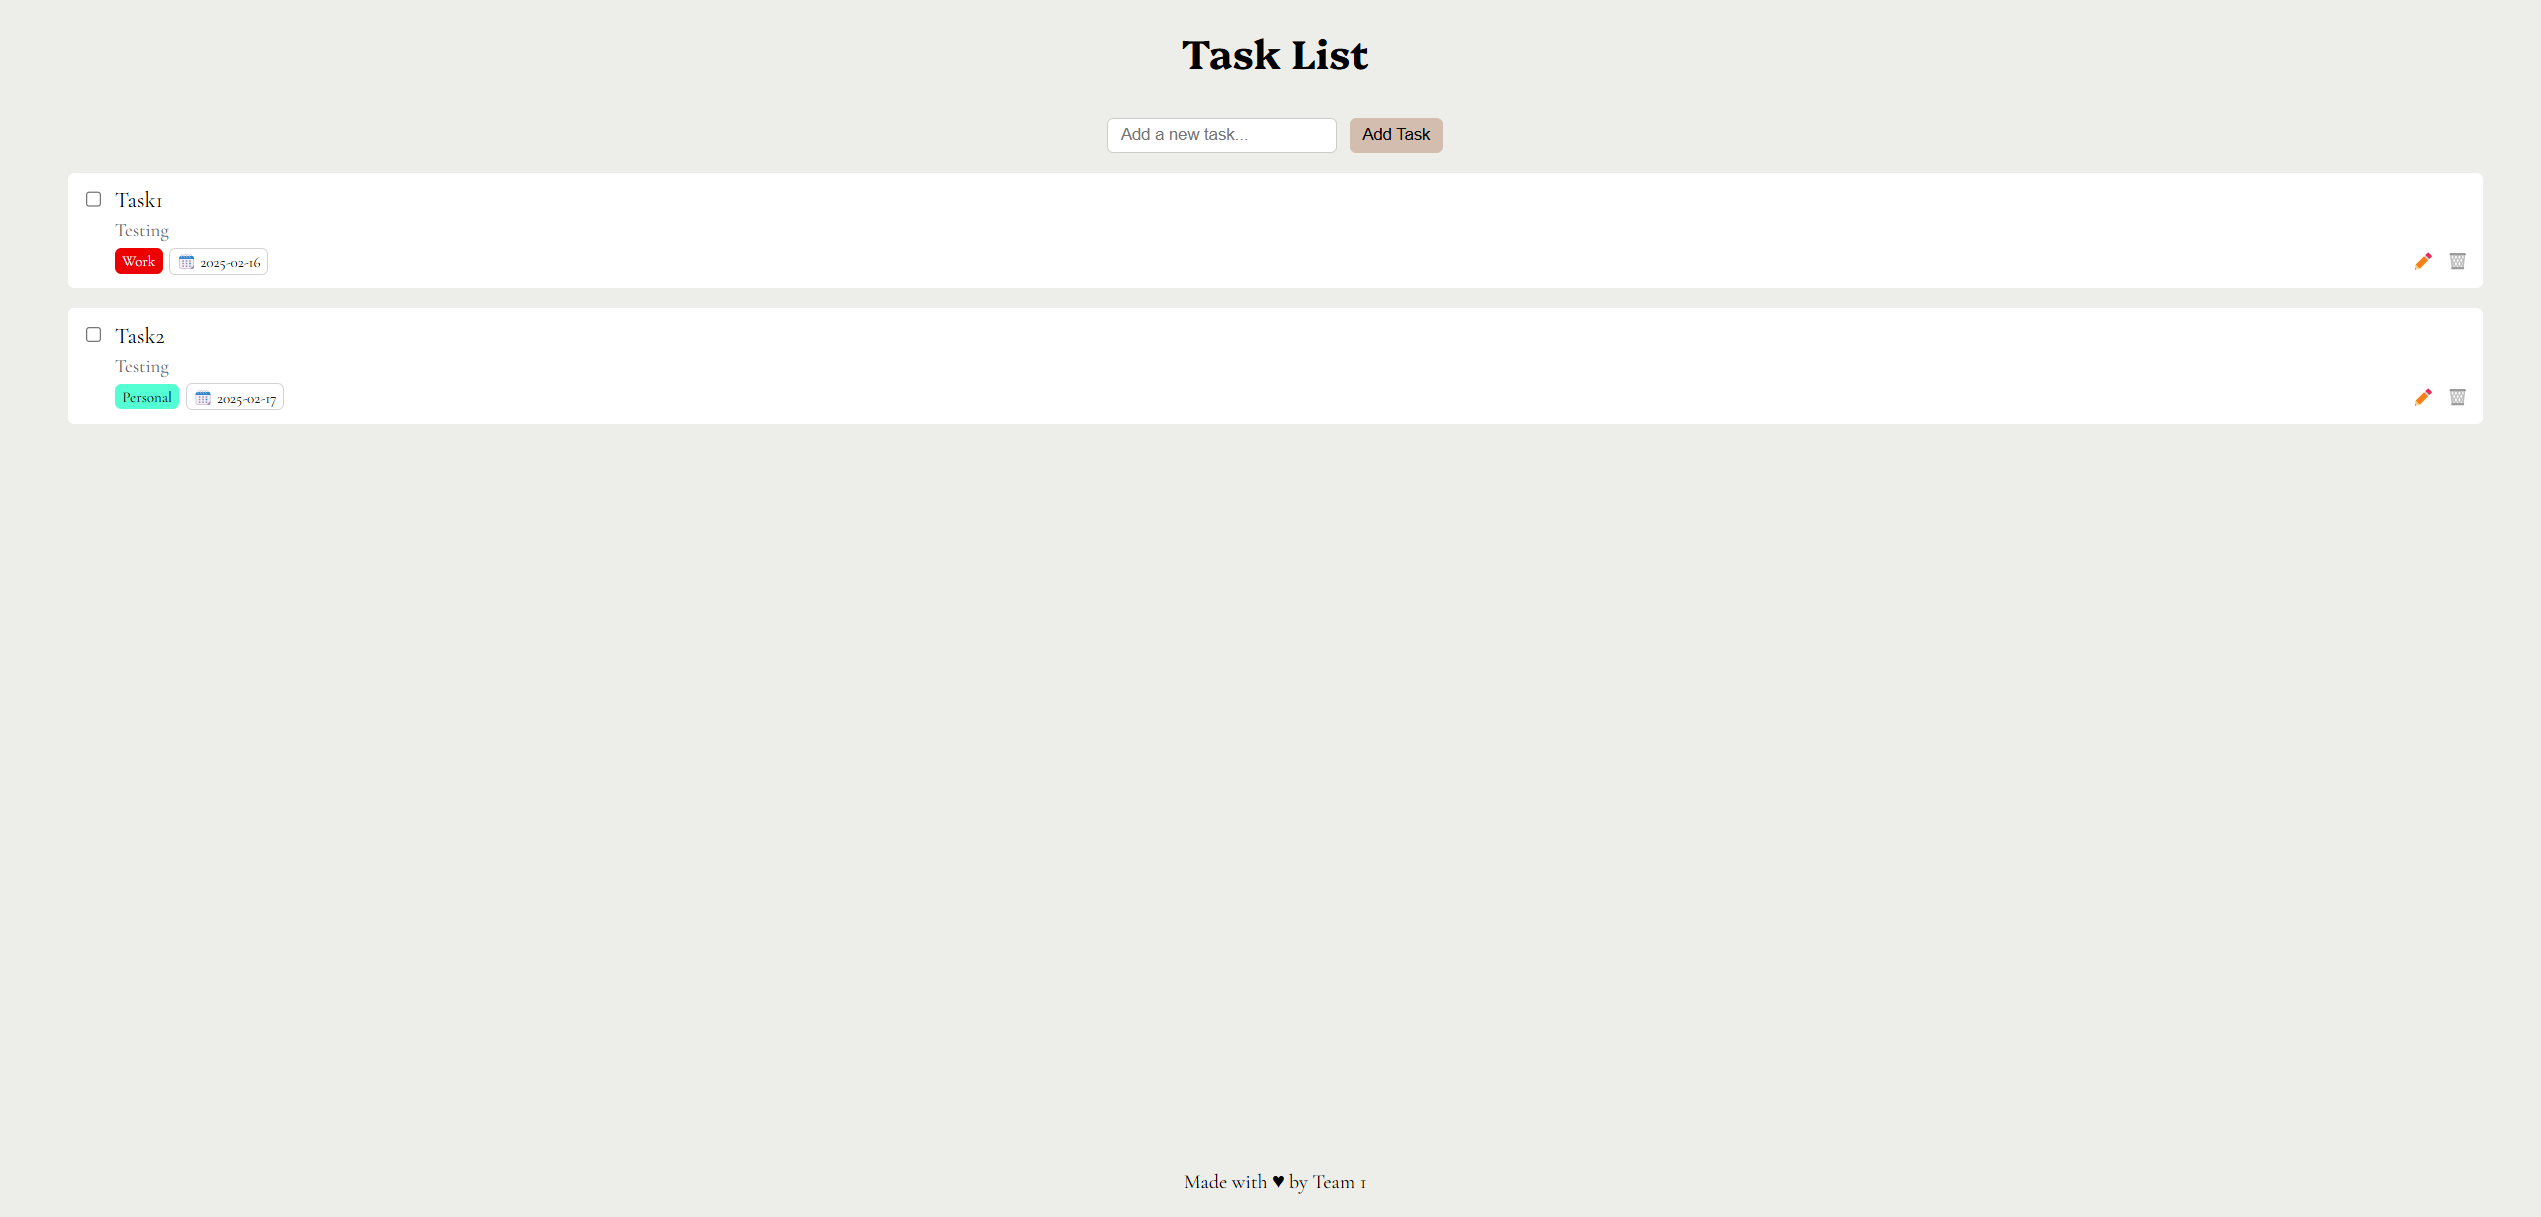 Task List
Add a new task...
Add Task
Task1
Testing
Work
2025-02-16
Task2
Testing
Personal
2025-02-17
Made with ♥ by Team 1